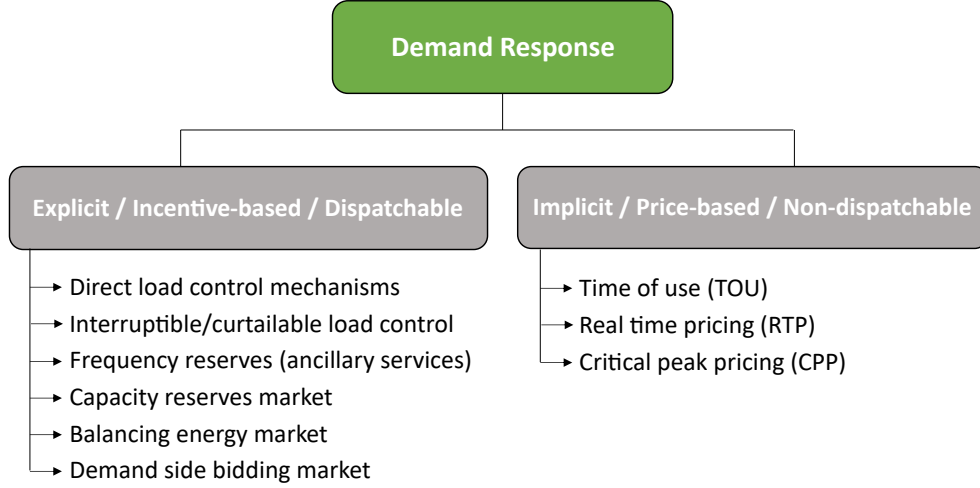 Demand Response
Explicit / Incentive-based / Dispatchable
Implicit / Price-based / Non-dispatchable
Direct load control mechanisms
Interruptible/curtailable load control
Frequency reserves (ancillary services)
Capacity reserves market
Balancing energy market
Demand side bidding market
Time of use (TOU)
Real time pricing (RTP)
Critical peak pricing (CPP)